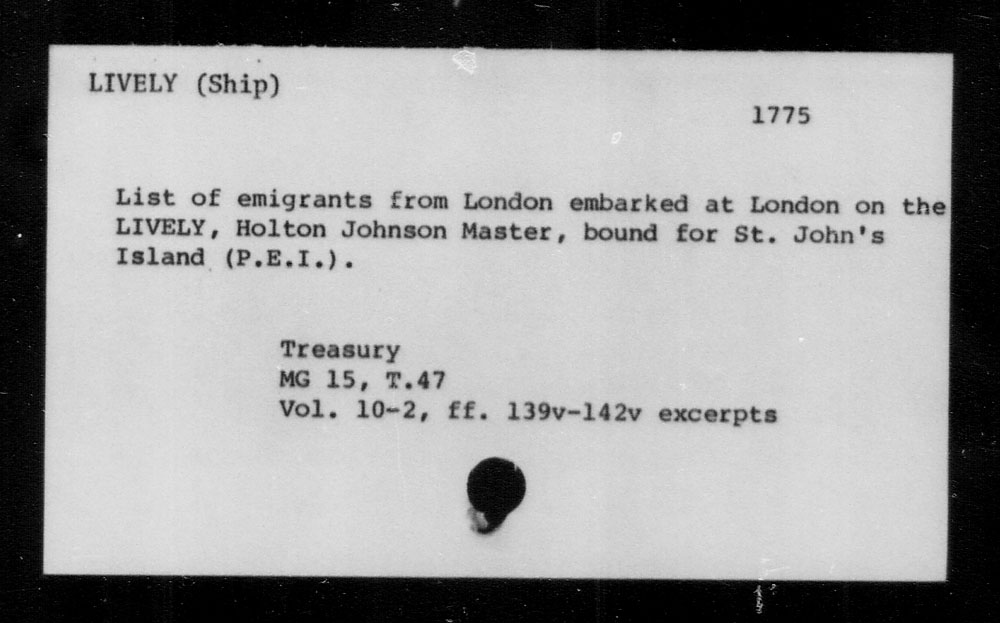 LIVELY (Ship)
1775
List of emigrants from London embarked at London on the
LIVELY, Holton Johnson Master, bound for St. John's
Island (P.E.I.).
Treasury
MG 15, T.47
Vol. 10-2, ff. 139v-142v excerpts